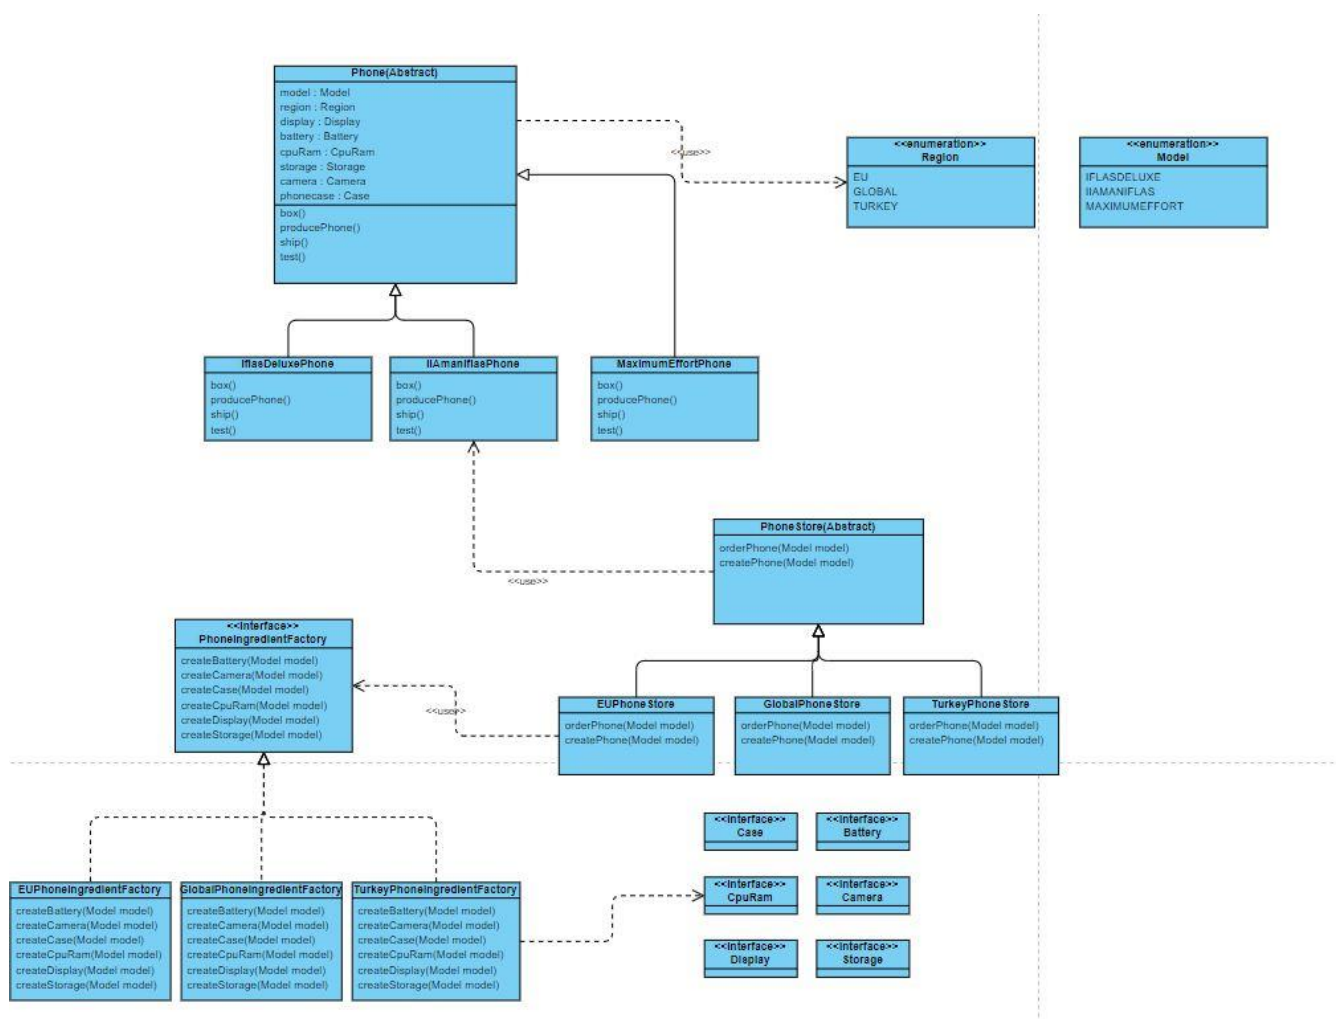 Phone(Abstract)
model : Model
region : Region
display : Display
battery : Battery
cpuRam : CpuRam
storage : Storage
camera : Camera
phonecase : Case
box()
producePhone()
ship()
test()
<<use>>
<<enumeration>>
Region
EU
GLOBAL
TURKEY
<<enumeration>>
Model
IFLASDELUXE
IIAMANIFLAS
MAXIMUMEFFORT
IflasDeluxePhone
box()
producePhone()
ship()
test()
IIAmanIflasPhone
box()
producePhone()
ship()
test()
MaximumEffortPhone
box()
producePhone()
ship()
test()
PhoneStore(Abstract)
orderPhone(Model model)
createPhone(Model model)
<<use>>
<<Interface>>
PhoneIngredientFactory
createBattery(Model model)
createCamera(Model model)
createCase(Model model)
createCpuRam(Model model)
createDisplay(Model model)
createStorage(Model model)
<<use>>
EUPhoneStore
orderPhone(Model model)
createPhone(Model model)
GlobalPhoneStore
orderPhone(Model model)
createPhone(Model model)
TurkeyPhoneStore
orderPhone(Model model)
createPhone(Model model)
EUPhoneIngredientFactory
createBattery(Model model)
createCamera(Model model)
createCase(Model model)
createCpuRam(Model model)
createDisplay(Model model)
createStorage(Model model)
GlobalPhoneIngredientFactory
createBattery(Model model)
createCamera(Model model)
createCase(Model model)
createCpuRam(Model model)
createDisplay(Model model)
createStorage(Model model)
TurkeyPhoneIngredientFactory
createBattery(Model model)
createCamera(Model model)
createCase(Model model)
createCpuRam(Model model)
createDisplay(Model model)
createStorage(Model model)
<<Interface>>
Case
<<Interface>>
Battery
<<Interface>>
CpuRam
<<Interface>>
Camera
<<Interface>>
Display
<<Interface>>
Storage